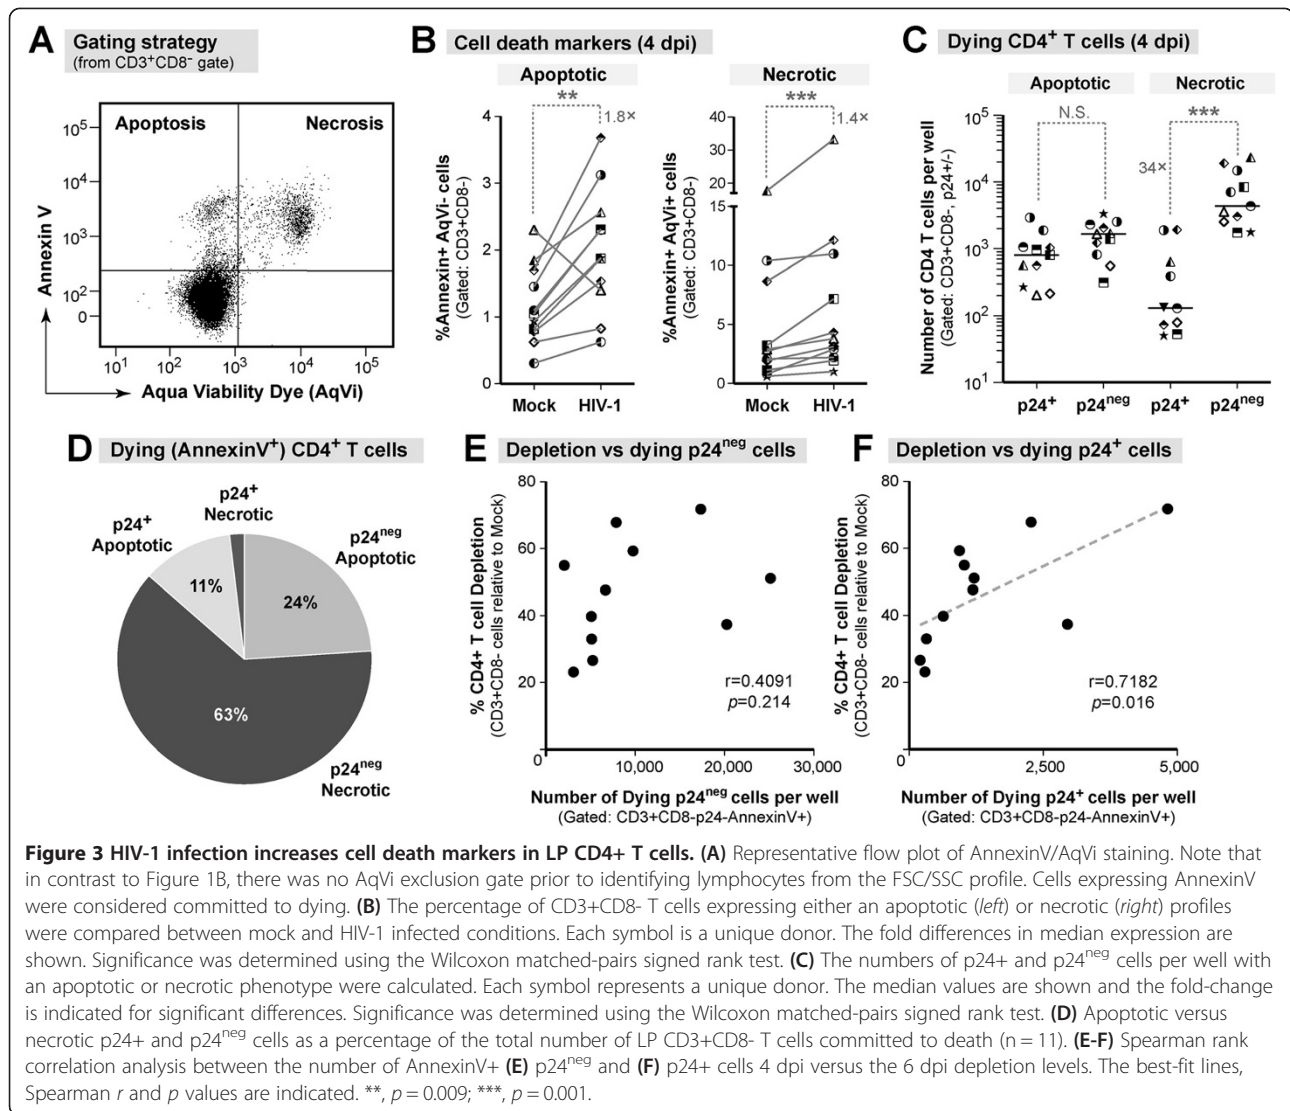 A Gating strategy
(from CD3+CD8- gate)
Apoptosis Necrosis
10^5
10^4
10^3
10^2
0
Annexin V
10^1 10^2 10^3 10^4 10^5
Aqua Viability Dye (AqVi)
B Cell death markers (4 dpi)
Apoptotic
**
1.8×
4
3
2
1
0
%Annexin+ AqVi- cells
(Gated: CD3+CD8-)
Mock HIV-1
Necrotic
***
1.4×
40
30
20
15
10
5
0
%Annexin+ AqVi+ cells
(Gated: CD3+CD8-)
Mock HIV-1
C Dying CD4+ T cells (4 dpi)
Apoptotic Necrotic
N.S. ***
34×
10^5
10^4
10^3
10^2
10^1
Number of CD4 T cells per well
(Gated: CD3+CD8-, p24+/-)
p24+ p24neg p24+ p24neg
D Dying (AnnexinV+) CD4+ T cells
p24+
Necrotic
p24+
Apoptotic
p24neg
Apoptotic
11%
24%
63%
p24neg
Necrotic
E Depletion vs dying p24neg cells
80
60
40
20
0
% CD4+ T cell Depletion
(CD3+CD8- cells relative to Mock)
r=0.4091
p=0.214
10,000 20,000 30,000
Number of Dying p24neg cells per well
(Gated: CD3+CD8-p24-AnnexinV+)
F Depletion vs dying p24+ cells
80
60
40
20
0
% CD4+ T cell Depletion
(CD3+CD8- cells relative to Mock)
r=0.7182
p=0.016
2,500 5,000
Number of Dying p24+ cells per well
(Gated: CD3+CD8-p24-AnnexinV+)
Figure 3 HIV-1 infection increases cell death markers in LP CD4+ T cells. (A) Representative flow plot of AnnexinV/AqVi staining. Note that
in contrast to Figure 1B, there was no AqVi exclusion gate prior to identifying lymphocytes from the FSC/SSC profile. Cells expressing AnnexinV
were considered committed to dying. (B) The percentage of CD3+CD8- T cells expressing either an apoptotic (left) or necrotic (right) profiles
were compared between mock and HIV-1 infected conditions. Each symbol is a unique donor. The fold differences in median expression are
shown. Significance was determined using the Wilcoxon matched-pairs signed rank test. (C) The numbers of p24+ and p24neg cells per well with
an apoptotic or necrotic phenotype were calculated. Each symbol represents a unique donor. The median values are shown and the fold-change
is indicated for significant differences. Significance was determined using the Wilcoxon matched-pairs signed rank test. (D) Apoptotic versus
necrotic p24+ and p24neg cells as a percentage of the total number of LP CD3+CD8- T cells committed to death (n = 11). (E-F) Spearman rank
correlation analysis between the number of AnnexinV+ (E) p24neg and (F) p24+ cells 4 dpi versus the 6 dpi depletion levels. The best-fit lines,
Spearman r and p values are indicated. **, p = 0.009; ***, p = 0.001.